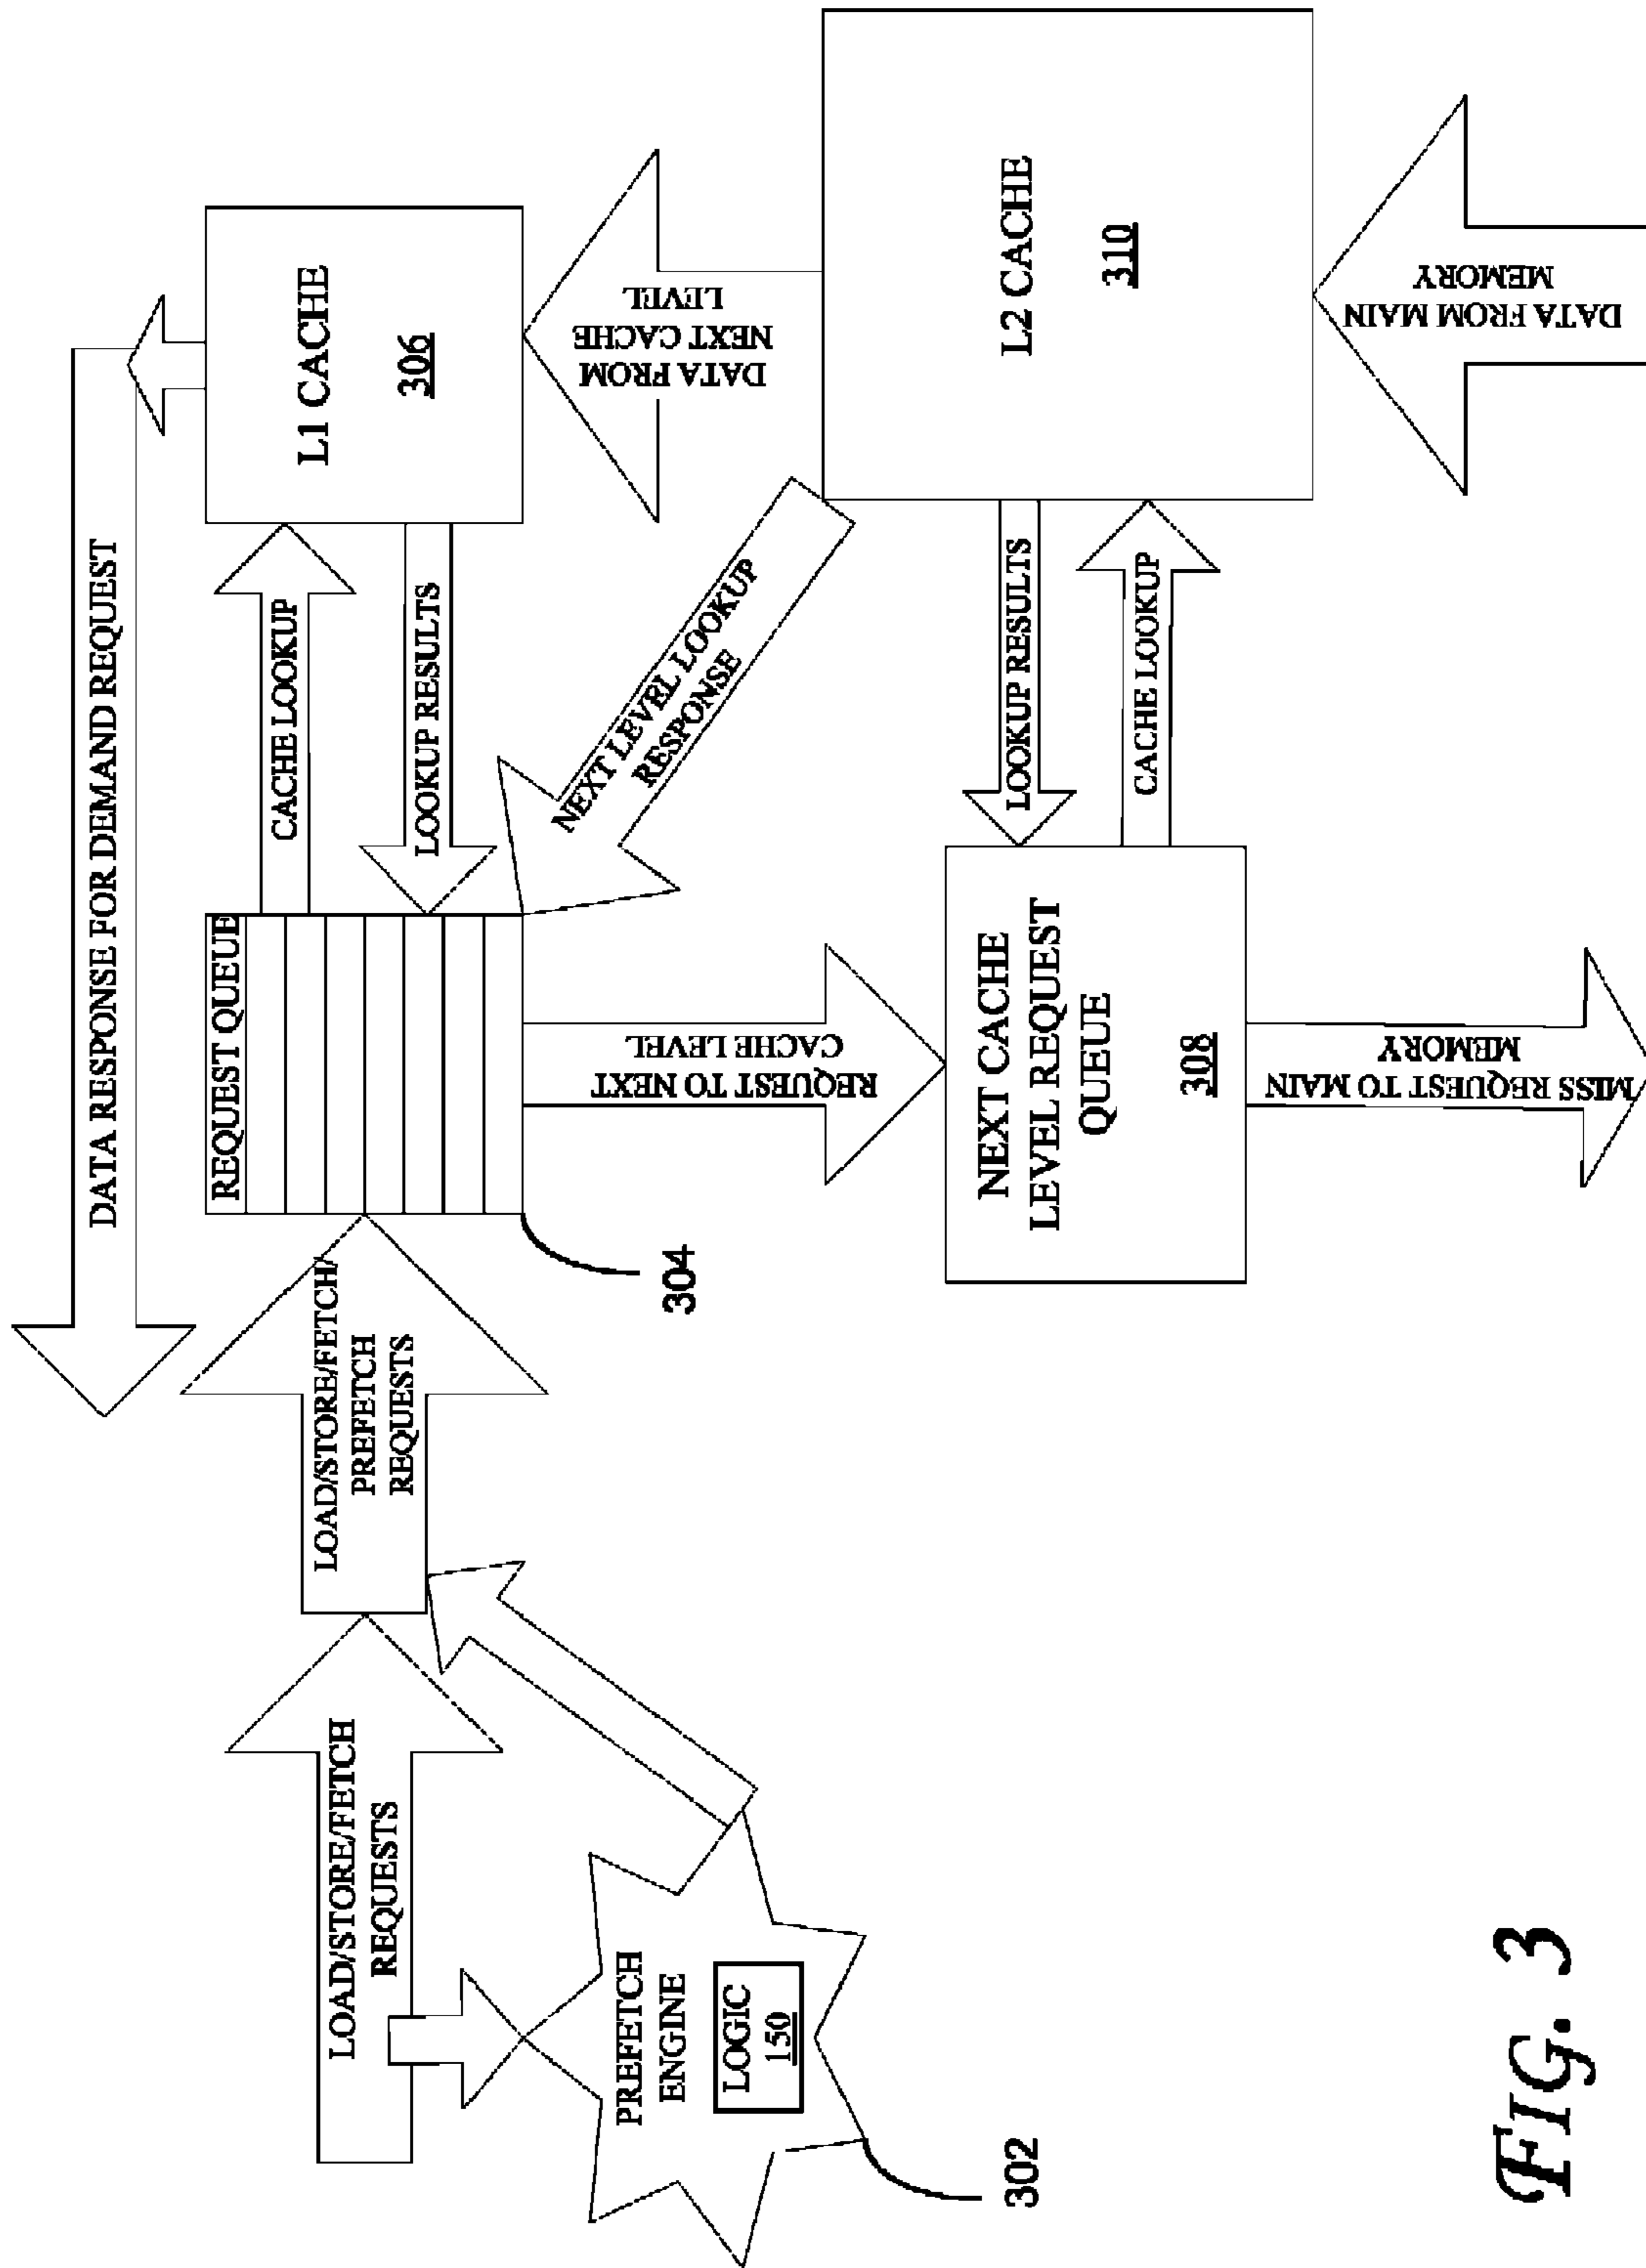 DATA RESPONSE FOR DEMAND REQUEST
LOAD/STORE/FETCH
REQUESTS
LOAD/STORE/FETCH/
PREFETCH
REQUESTS
REQUEST QUEUE
CACHE LOOKUP
LOOKUP RESULTS
L1 CACHE
306
PREFETCH
ENGINE
LOGIC
150
302
304
NEXT LEVEL LOOKUP
RESPONSE
REQUEST TO NEXT
CACHE LEVEL
DATA FROM
NEXT CACHE
LEVEL
NEXT CACHE
LEVEL REQUEST
QUEUE
308
LOOKUP RESULTS
CACHE LOOKUP
L2 CACHE
310
MISS REQUEST TO MAIN
MEMORY
DATA FROM MAIN
MEMORY
FIG. 3